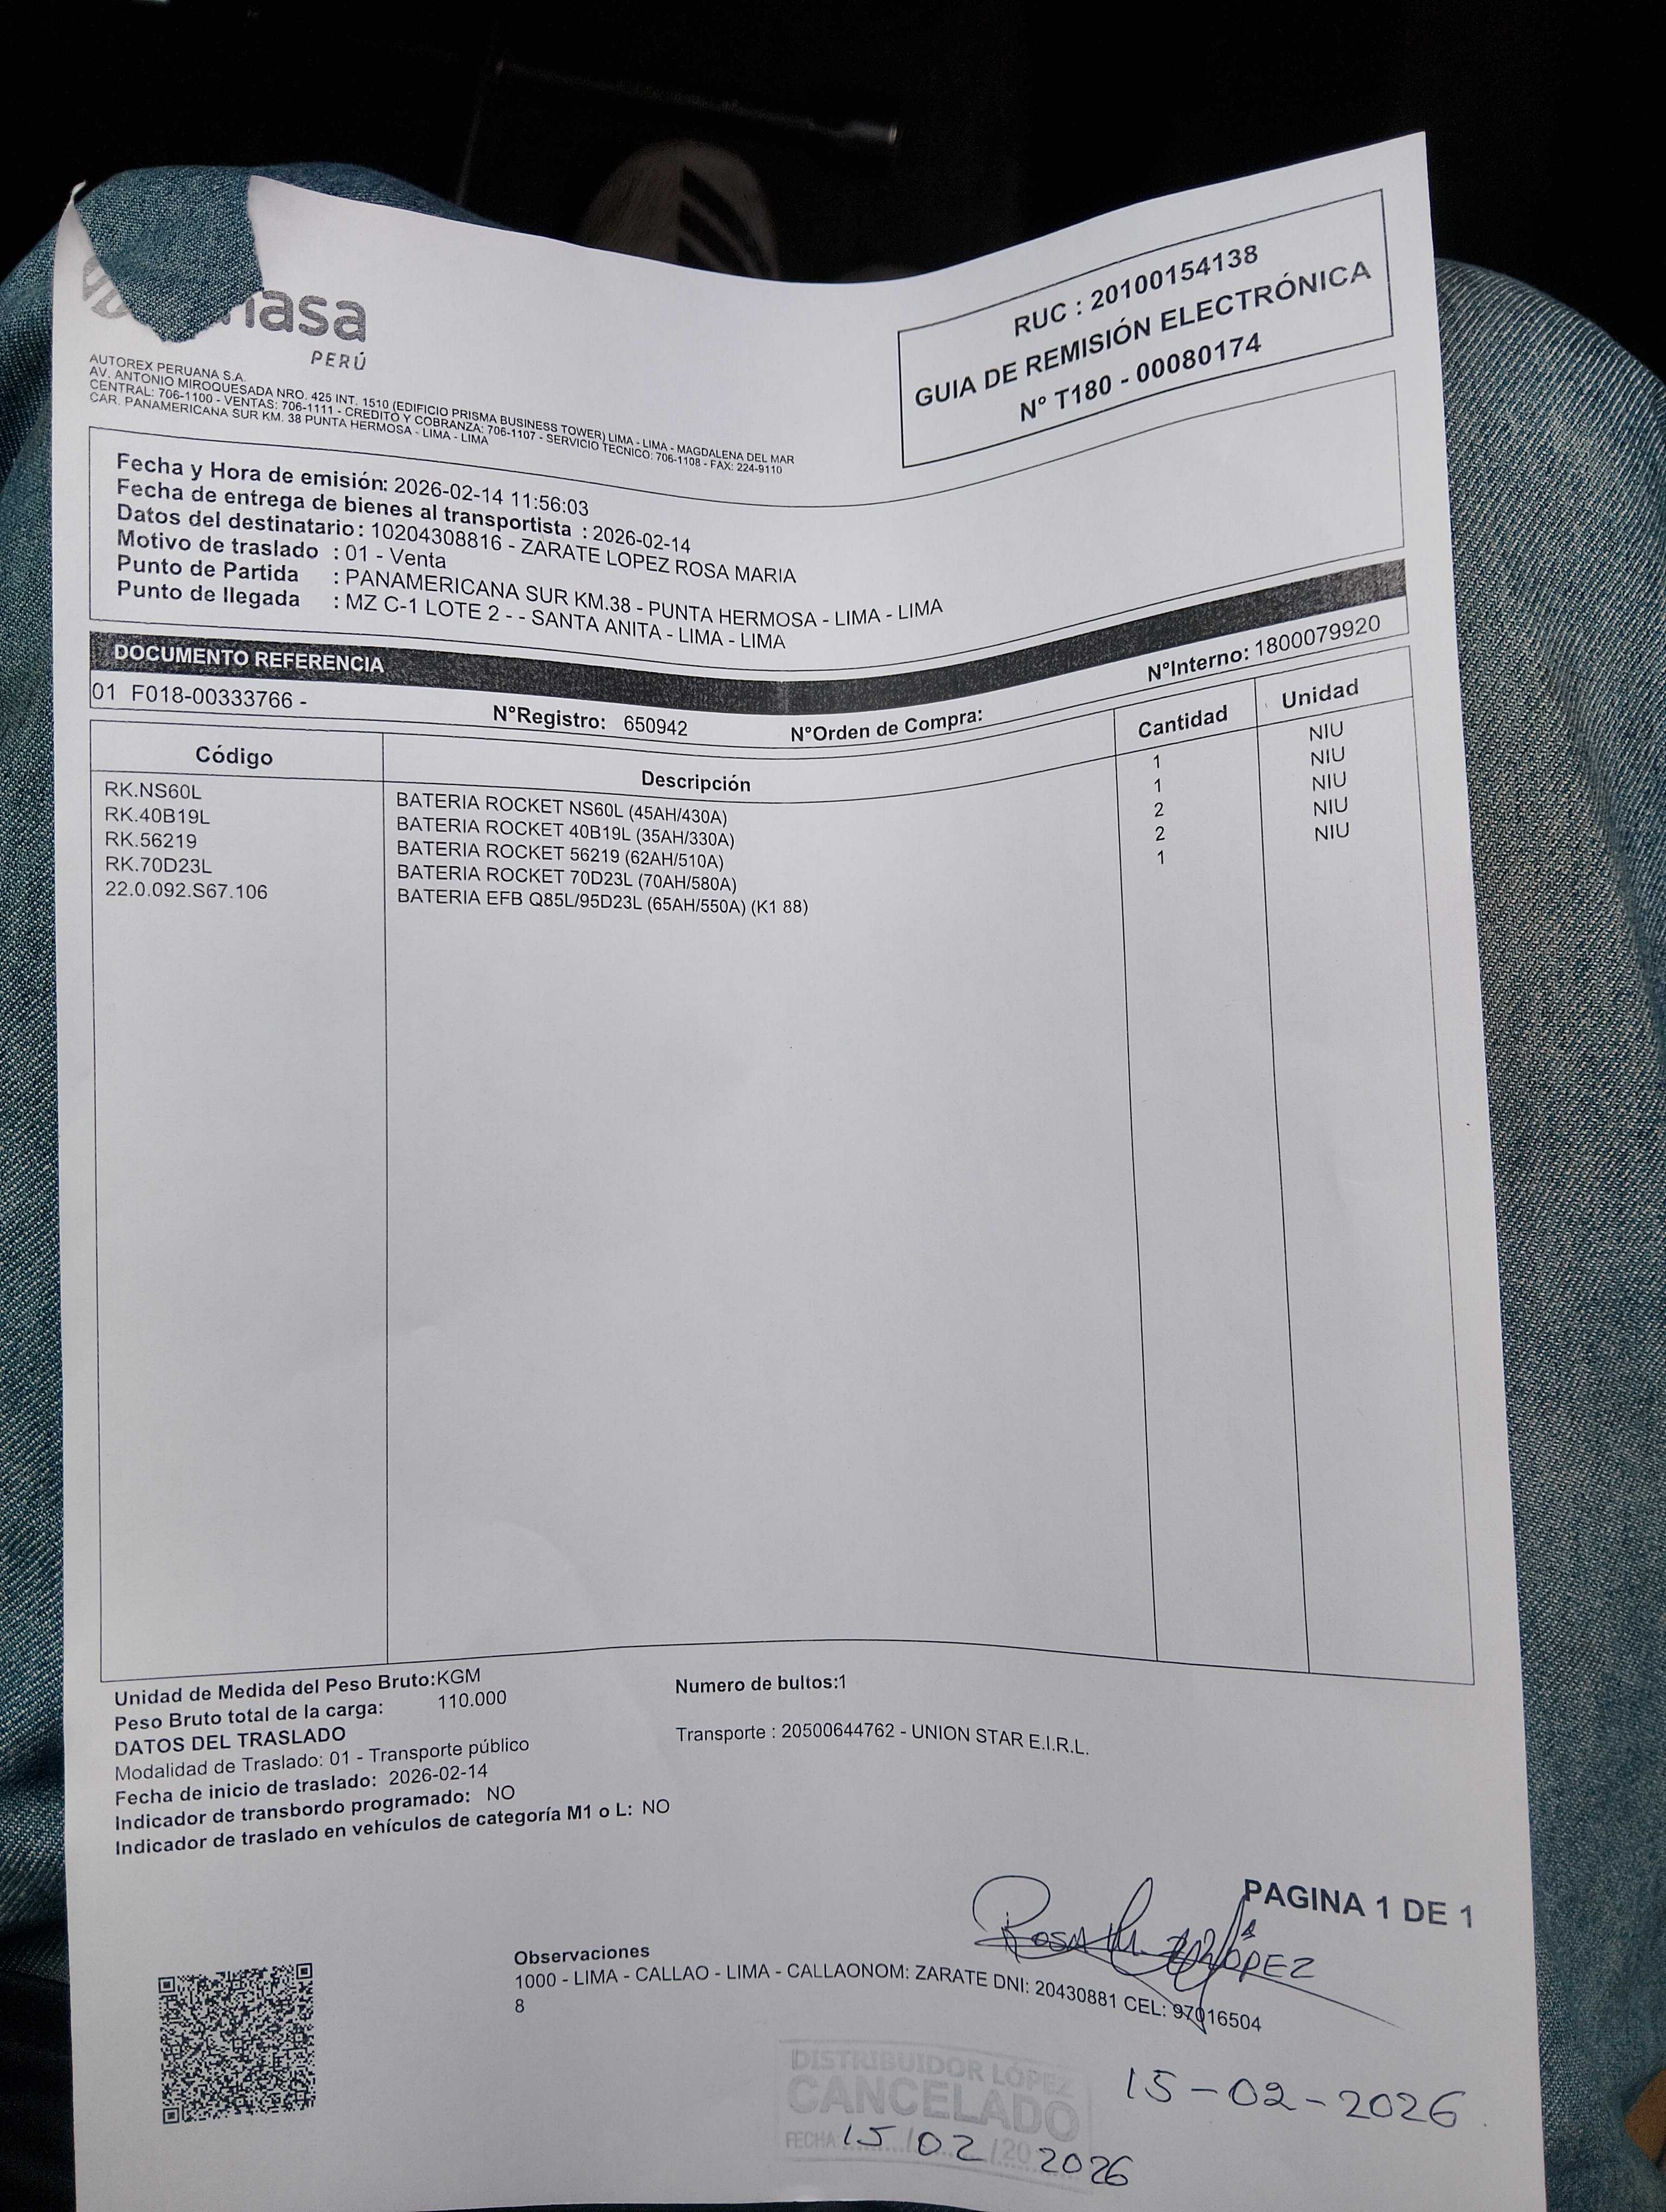 nasa
PERÚ
AUTOREX PERUANA S.A.
AV. ANTONIO MIROQUESADA NRO. 425 INT. 1510 (EDIFICIO PRISMA BUSINESS TOWER) LIMA - LIMA - MAGDALENA DEL MAR
CENTRAL: 706-1100 - VENTAS: 706-1111 - CREDITO Y COBRANZA: 706-1107 - SERVICIO TECNICO: 706-1108 - FAX: 224-9110
CAR. PANAMERICANA SUR KM. 38 PUNTA HERMOSA - LIMA - LIMA
RUC : 20100154138
GUIA DE REMISIÓN ELECTRÓNICA
Nº T180 - 00080174
Fecha y Hora de emisión: 2026-02-14 11:56:03
Fecha de entrega de bienes al transportista : 2026-02-14
Datos del destinatario : 10204308816 - ZARATE LOPEZ ROSA MARIA
Motivo de traslado : 01 - Venta
Punto de Partida : PANAMERICANA SUR KM.38 - PUNTA HERMOSA - LIMA - LIMA
Punto de llegada : MZ C-1 LOTE 2 - - SANTA ANITA - LIMA - LIMA
DOCUMENTO REFERENCIA
01 F018-00333766 - NºRegistro: 650942 NºOrden de Compra: NºInterno: 1800079920
Código Descripción Cantidad Unidad
RK.NS60L BATERIA ROCKET NS60L (45AH/430A) 1 NIU
RK.40B19L BATERIA ROCKET 40B19L (35AH/330A) 1 NIU
RK.56219 BATERIA ROCKET 56219 (62AH/510A) 2 NIU
RK.70D23L BATERIA ROCKET 70D23L (70AH/580A) 2 NIU
22.0.092.S67.106 BATERIA EFB Q85L/95D23L (65AH/550A) (K1 88) 1 NIU
Unidad de Medida del Peso Bruto:KGM Numero de bultos:1
Peso Bruto total de la carga: 110.000
DATOS DEL TRASLADO Transporte : 20500644762 - UNION STAR E.I.R.L.
Modalidad de Traslado: 01 - Transporte público
Fecha de inicio de traslado: 2026-02-14
Indicador de transbordo programado: NO
Indicador de traslado en vehículos de categoría M1 o L: NO
PAGINA 1 DE 1
ROSA LÓPEZ
Observaciones
1000 - LIMA - CALLAO - LIMA - CALLAONOM: ZARATE DNI: 20430881 CEL: 97016504
8
DISTRIBUIDOR LÓPEZ
CANCELADO
FECHA: 15/02/20 2026
15-02-2026